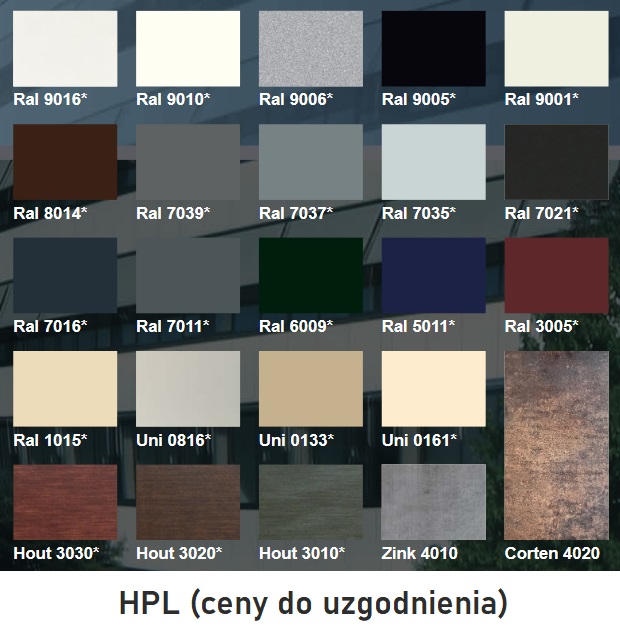 Ral 9016* Ral 9010* Ral 9006* Ral 9005* Ral 9001*
Ral 8014* Ral 7039* Ral 7037* Ral 7035* Ral 7021*
Ral 7016* Ral 7011* Ral 6009* Ral 5011* Ral 3005*
Ral 1015* Uni 0816* Uni 0133* Uni 0161*
Hout 3030* Hout 3020* Hout 3010* Zink 4010 Corten 4020
HPL (ceny do uzgodnienia)